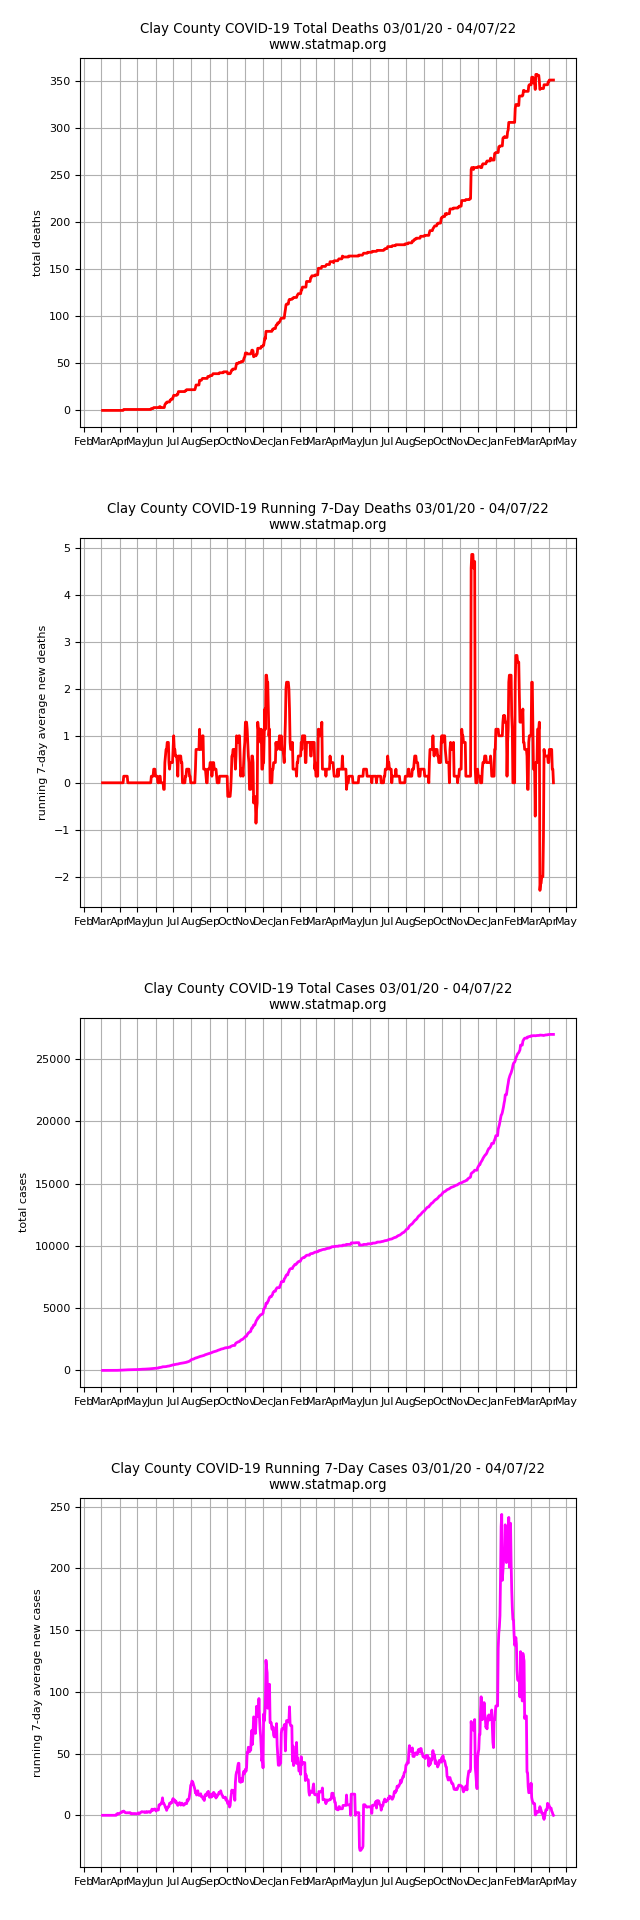 Clay County COVID-19 Total Deaths 03/01/20 - 04/07/22
www.statmap.org
350
300
250
200
150
100
50
0
total deaths
Feb Mar Apr May Jun Jul Aug Sep Oct Nov Dec Jan Feb Mar Apr May Jun Jul Aug Sep Oct Nov Dec Jan Feb Mar Apr May
Clay County COVID-19 Running 7-Day Deaths 03/01/20 - 04/07/22
www.statmap.org
5
4
3
2
1
0
−1
−2
running 7-day average new deaths
Feb Mar Apr May Jun Jul Aug Sep Oct Nov Dec Jan Feb Mar Apr May Jun Jul Aug Sep Oct Nov Dec Jan Feb Mar Apr May
Clay County COVID-19 Total Cases 03/01/20 - 04/07/22
www.statmap.org
25000
20000
15000
10000
5000
0
total cases
Feb Mar Apr May Jun Jul Aug Sep Oct Nov Dec Jan Feb Mar Apr May Jun Jul Aug Sep Oct Nov Dec Jan Feb Mar Apr May
Clay County COVID-19 Running 7-Day Cases 03/01/20 - 04/07/22
www.statmap.org
250
200
150
100
50
0
running 7-day average new cases
Feb Mar Apr May Jun Jul Aug Sep Oct Nov Dec Jan Feb Mar Apr May Jun Jul Aug Sep Oct Nov Dec Jan Feb Mar Apr May